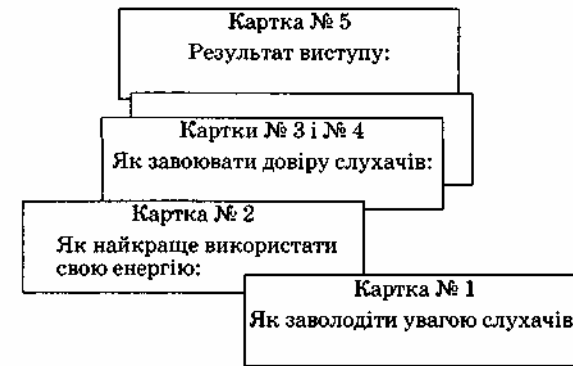 Картка № 5
Результат виступу:
Картки № 3 і № 4
Як завоювати довіру слухачів:
Картка № 2
Як найкраще використати
свою енергію:
Картка № 1
Як заволодіти увагою слухачів